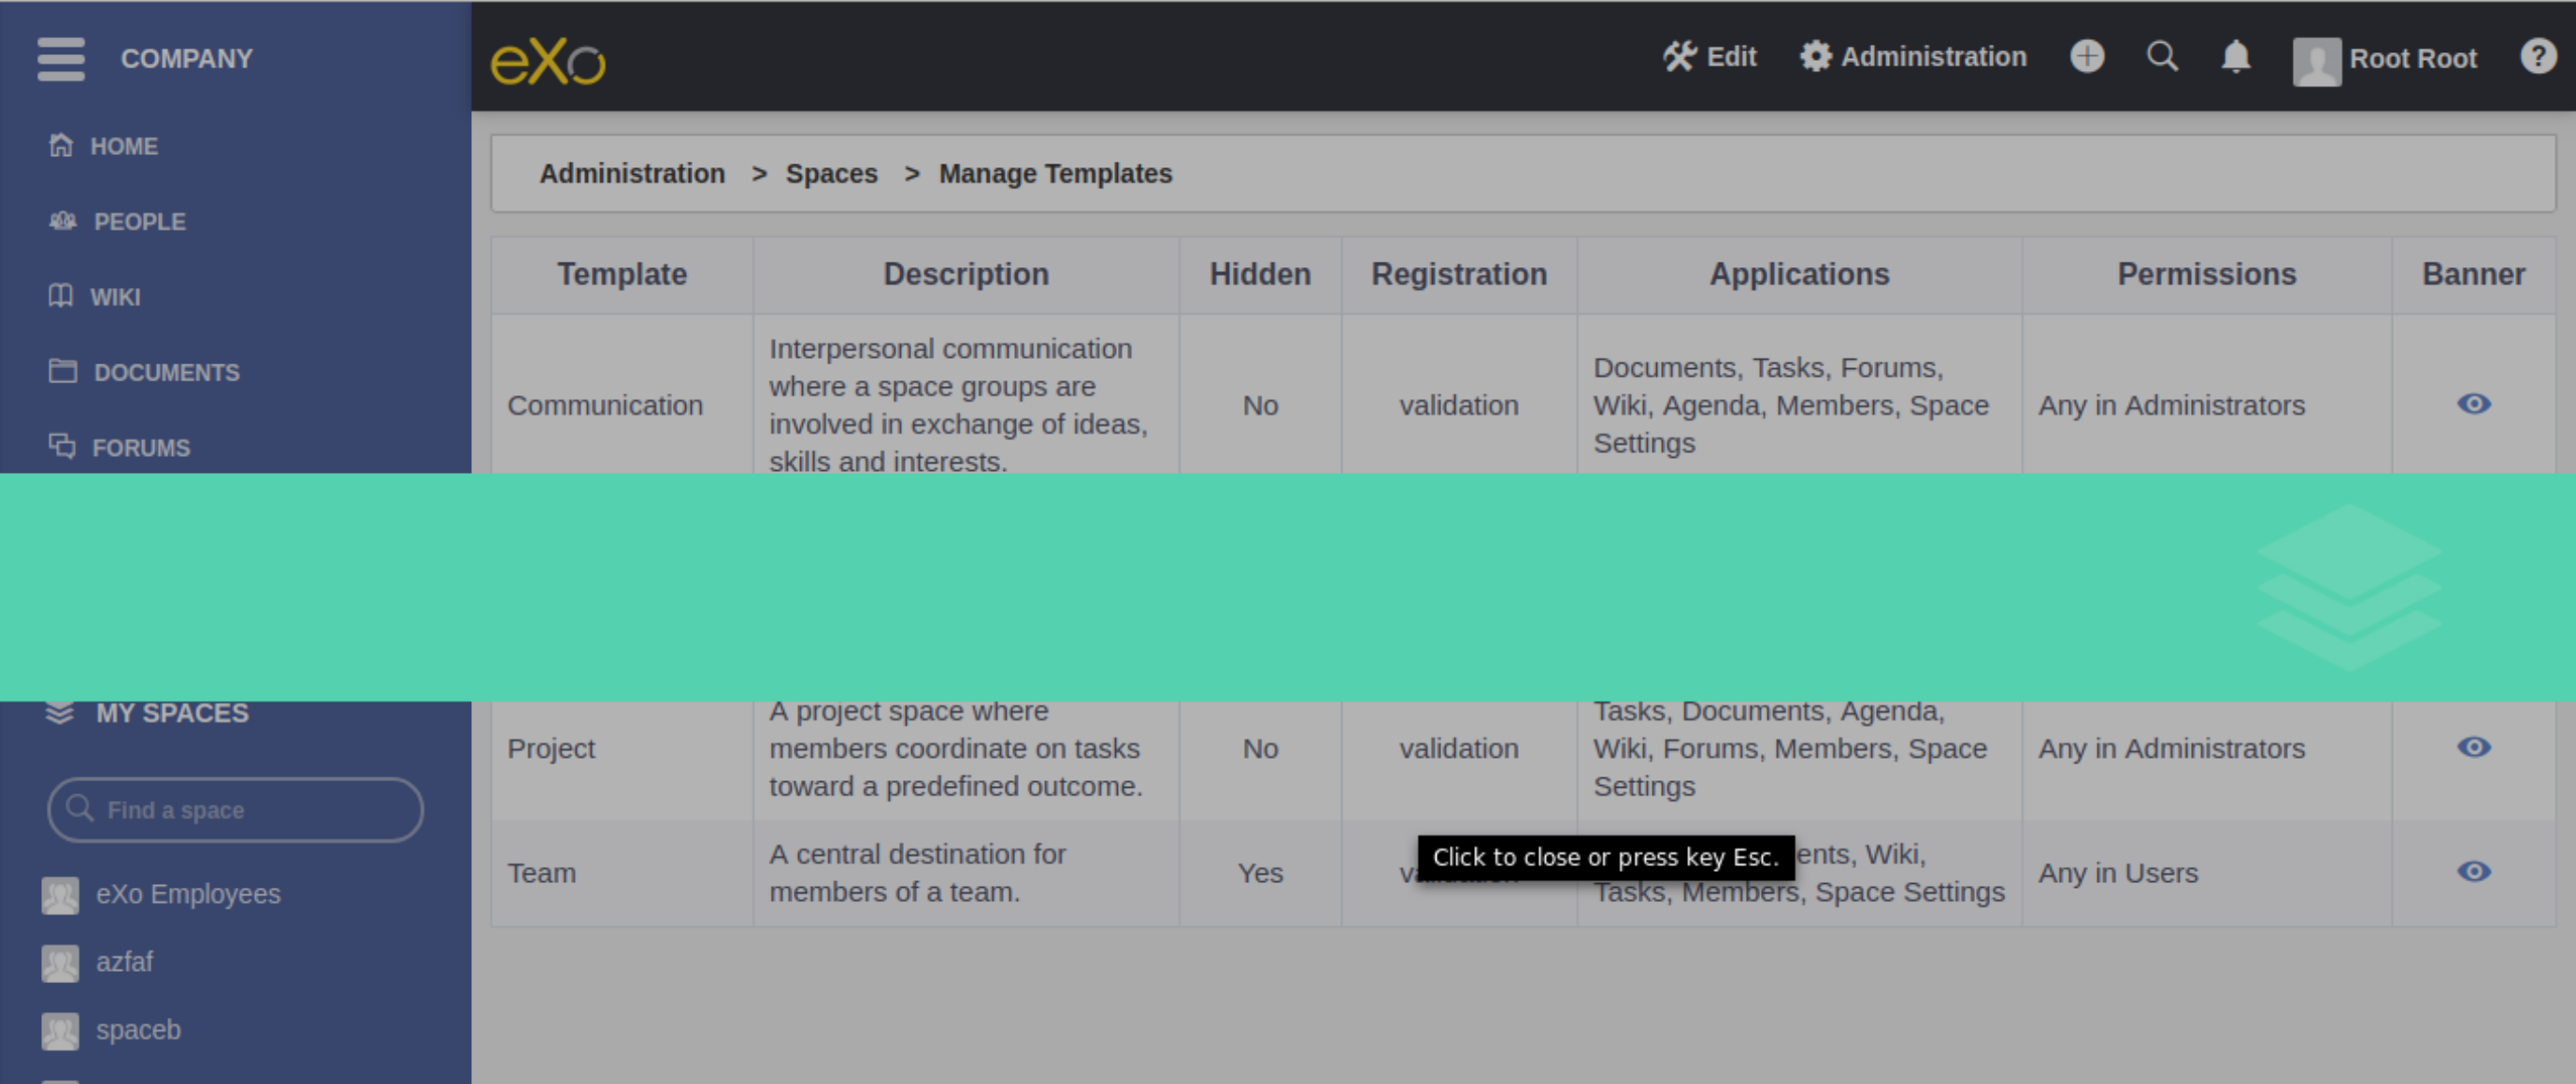 COMPANY
eXo
Edit
Administration
Root Root
?
HOME
PEOPLE
WIKI
DOCUMENTS
FORUMS
Administration > Spaces > Manage Templates
Template Description Hidden Registration Applications Permissions Banner
Communication
Interpersonal communication
where a space groups are
involved in exchange of ideas,
skills and interests.
No
validation
Documents, Tasks, Forums,
Wiki, Agenda, Members, Space
Settings
Any in Administrators
MY SPACES
Find a space
eXo Employees
azfaf
spaceb
Project
A project space where
members coordinate on tasks
toward a predefined outcome.
No
validation
Tasks, Documents, Agenda,
Wiki, Forums, Members, Space
Settings
Any in Administrators
Team
A central destination for
members of a team.
Yes
Wiki,
Tasks, Members, Space Settings
Any in Users
Click to close or press key Esc.